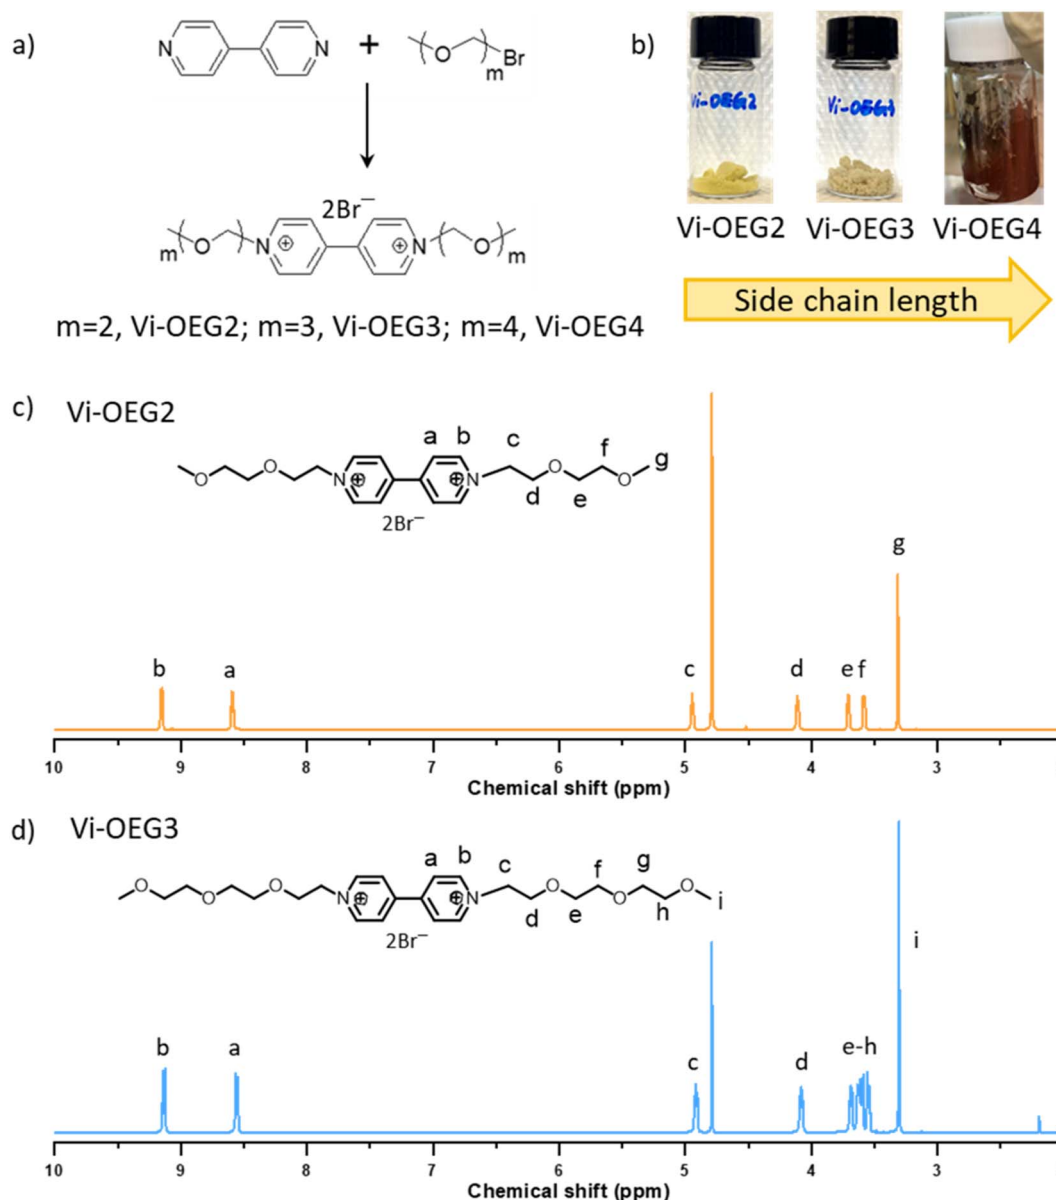 a)
N
N
+
O
m
Br
2Br⁻
m
O
N
⊕
⊕
N
O
m
m=2, Vi-OEG2; m=3, Vi-OEG3; m=4, Vi-OEG4
b)
Vi-OEG2
Vi-OEG3
Vi-OEG2
Vi-OEG3
Vi-OEG4
Side chain length
c)
Vi-OEG2
a
b
c
f
g
O
O
N
⊕
⊕
N
O
O
d
e
2Br⁻
b
a
c
d
e f
g
10
9
8
7
6
5
4
3
Chemical shift (ppm)
d)
Vi-OEG3
a
b
c
f
g
O
O
O
N
⊕
⊕
N
O
O
O
i
d
e
h
2Br⁻
b
a
c
d
e-h
i
10
9
8
7
6
5
4
3
Chemical shift (ppm)